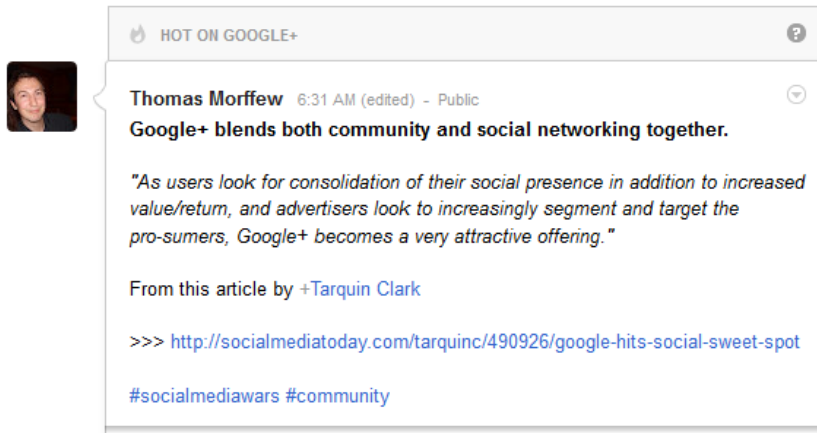 HOT ON GOOGLE+
?
Thomas Morffew 6:31 AM (edited) - Public
Google+ blends both community and social networking together.
"As users look for consolidation of their social presence in addition to increased
value/return, and advertisers look to increasingly segment and target the
pro-sumers, Google+ becomes a very attractive offering."
From this article by +Tarquin Clark
>>> http://socialmediatoday.com/tarquinc/490926/google-hits-social-sweet-spot
#socialmediawars #community